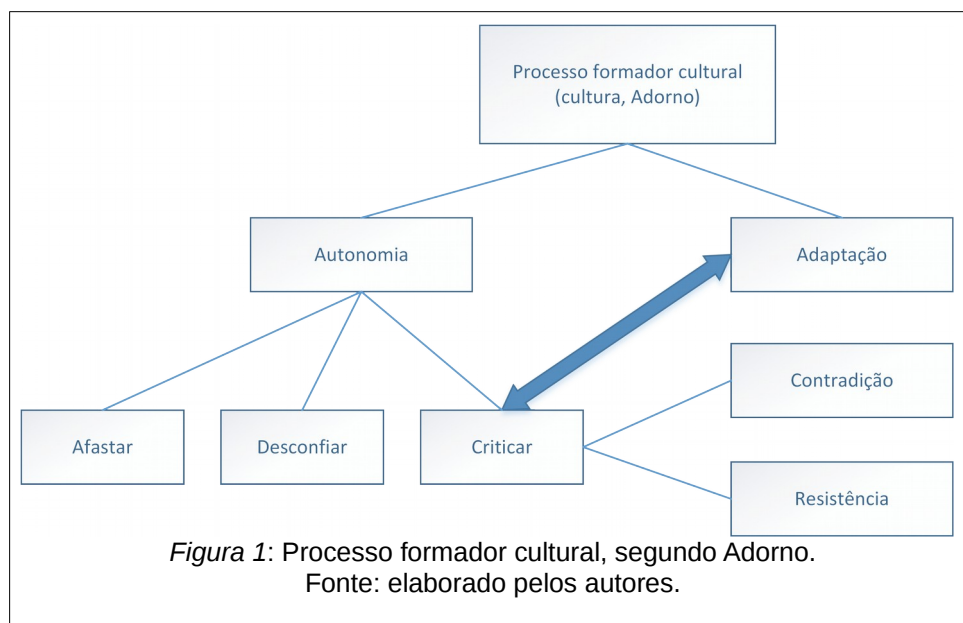 Processo formador cultural
(cultura, Adorno)
Autonomia
Adaptação
Contradição
Afastar
Desconfiar
Criticar
Resistência
Figura 1: Processo formador cultural, segundo Adorno.
Fonte: elaborado pelos autores.